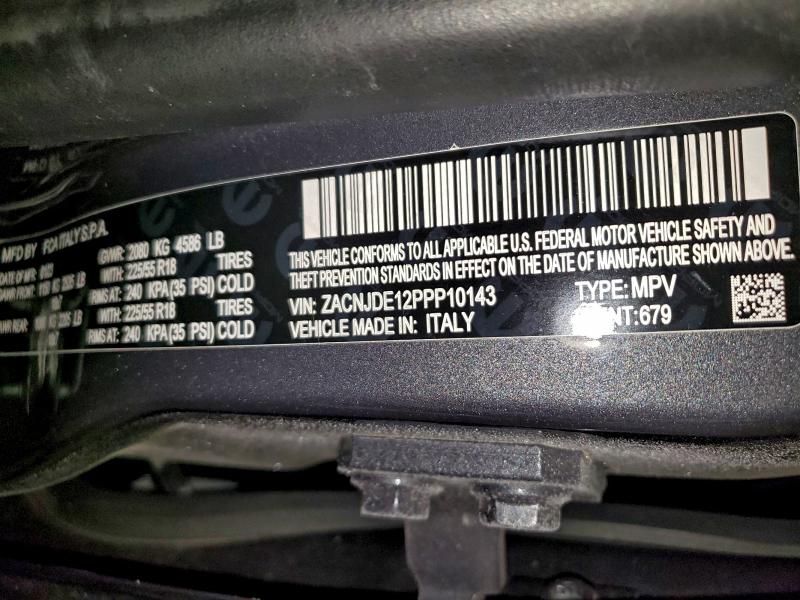 MFD BY FCA ITALY S.P.A.
GVWR: 2080 KG 4586 LB
WITH: 225/55 R18 TIRES
RIMS AT: 240 KPA (35 PSI) COLD
WITH: 225/55 R18 TIRES
RIMS AT: 240 KPA (35 PSI) COLD
THIS VEHICLE CONFORMS TO ALL APPLICABLE U.S. FEDERAL MOTOR VEHICLE SAFETY AND
THEFT PREVENTION STANDARDS IN EFFECT ON THE DATE OF MANUFACTURE SHOWN ABOVE.
VIN: ZACNJDE12PPP10143 TYPE: MPV
VEHICLE MADE IN: ITALY :679